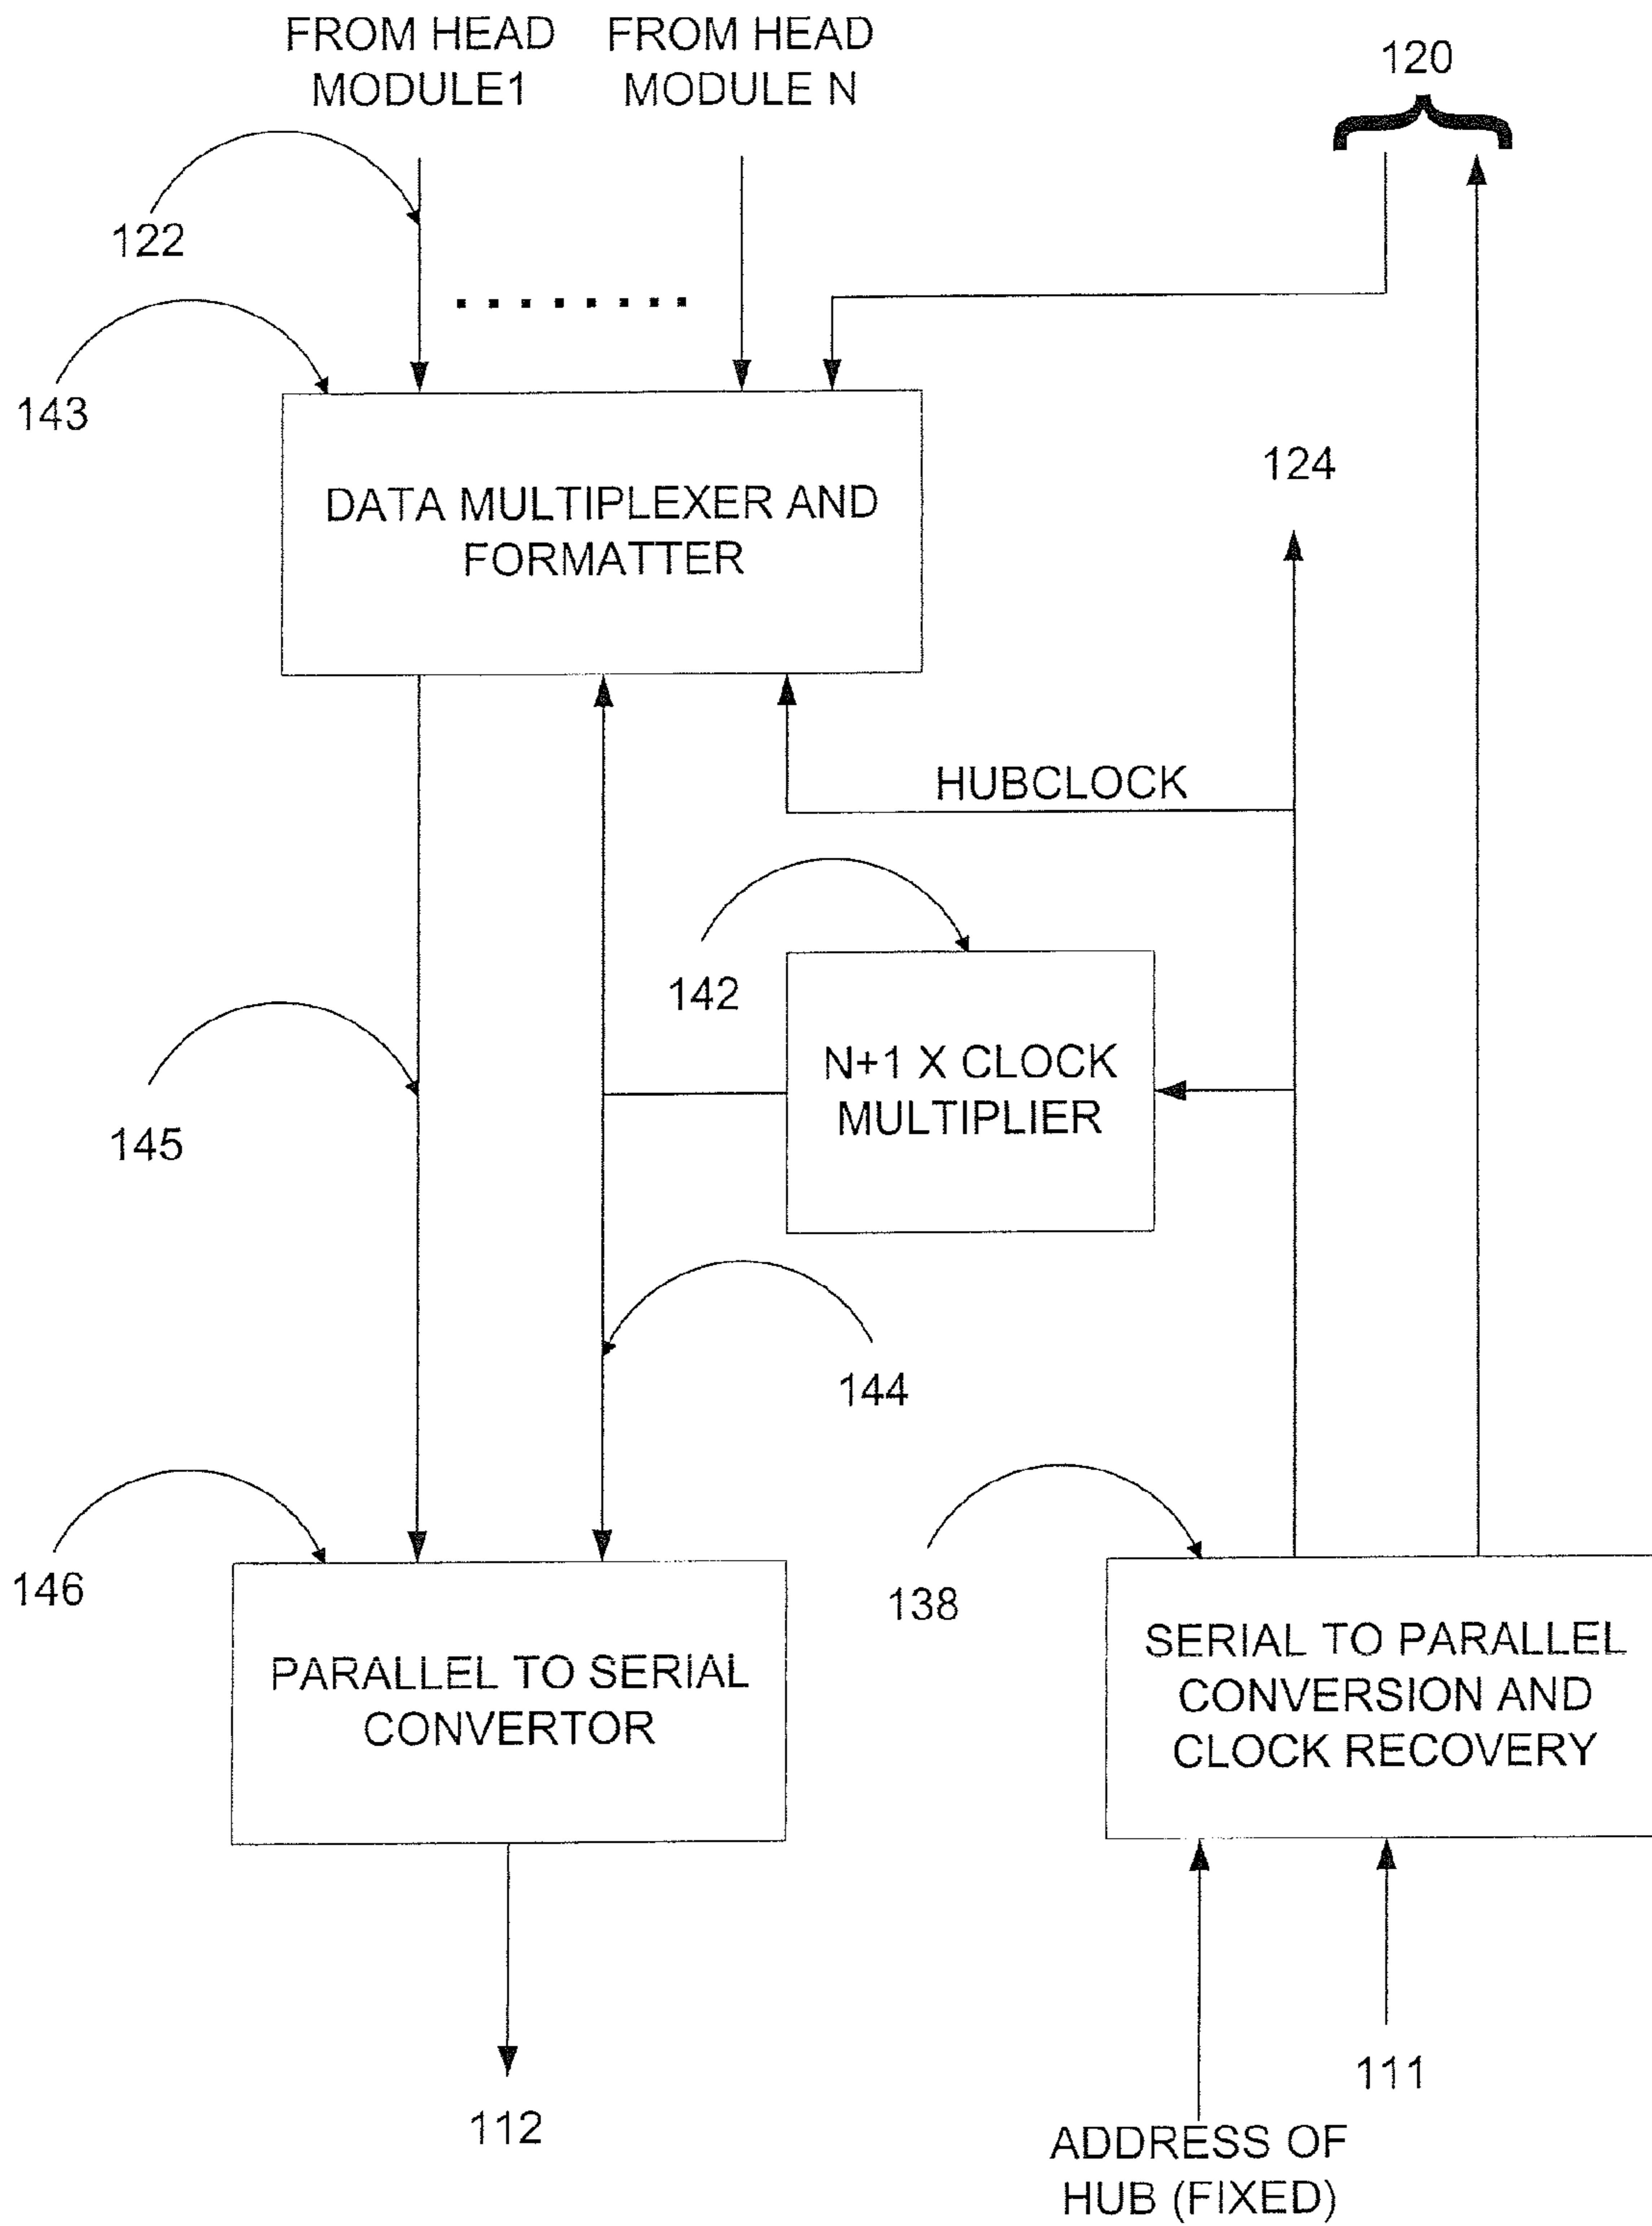 FROM HEAD
MODULE1
FROM HEAD
MODULE N
120
122
143
DATA MULTIPLEXER AND
FORMATTER
124
HUBCLOCK
142
N+1 X CLOCK
MULTIPLIER
145
144
146
138
PARALLEL TO SERIAL
CONVERTOR
SERIAL TO PARALLEL
CONVERSION AND
CLOCK RECOVERY
111
112
ADDRESS OF
HUB (FIXED)